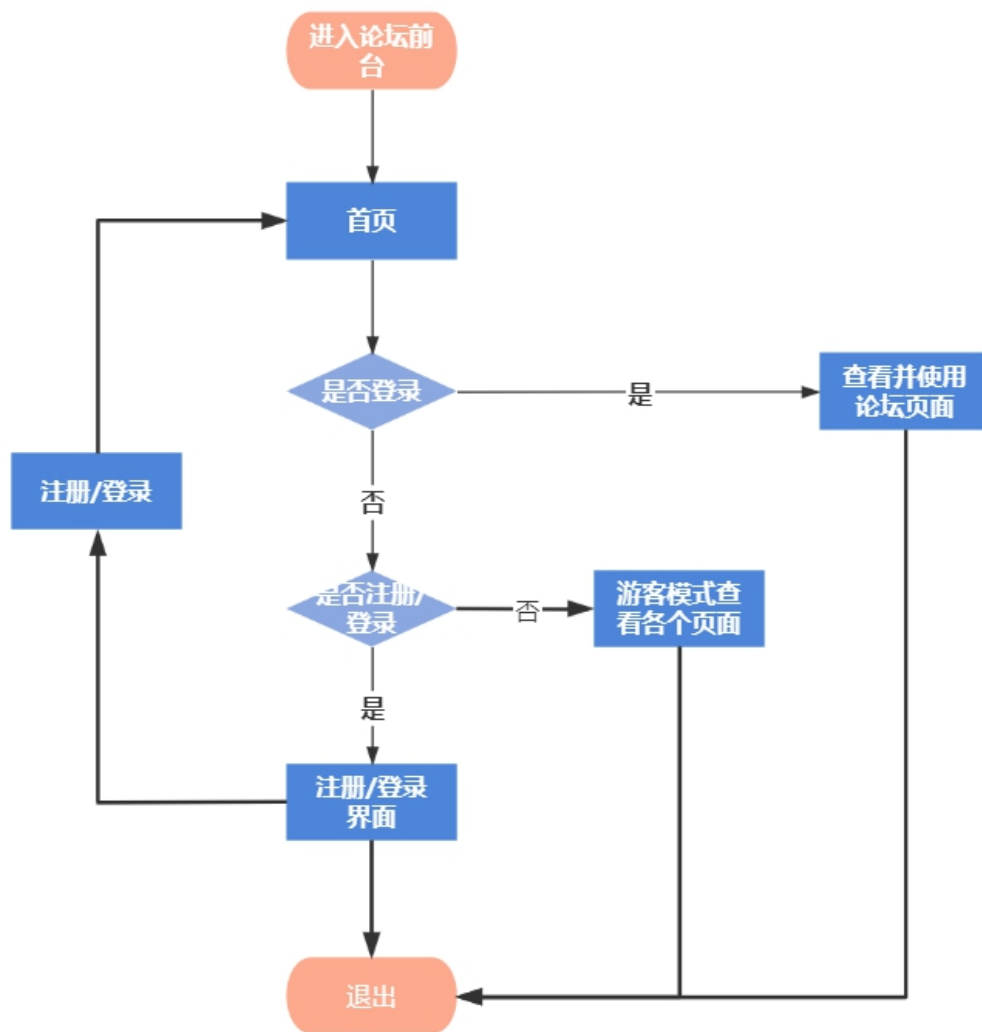 进入论坛前
台
首页
是否登录
是
查看并使用
论坛页面
注册/登录
否
是否注册/
登录
否
游客模式查
看各个页面
是
注册/登录
界面
退出